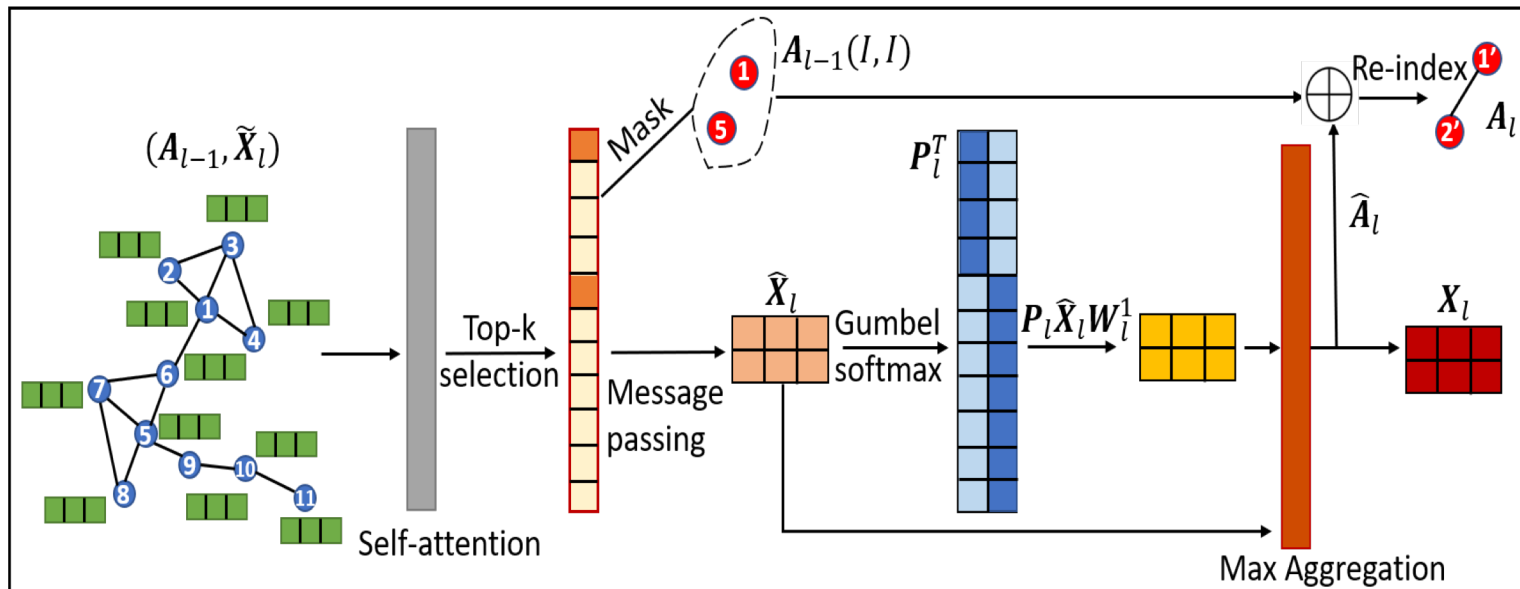 (A_{l−1}, X̃_l)
3
2
1
4
6
7
5
9
10
8
11
Self-attention
Top-k
selection
Mask
1
5
A_{l−1}(I, I)
Message
passing
X̂_l
Gumbel
softmax
P_l^T
P_l X̂_l W_l^1
Max Aggregation
Â_l
Re-index
1'
2'
A_l
X_l